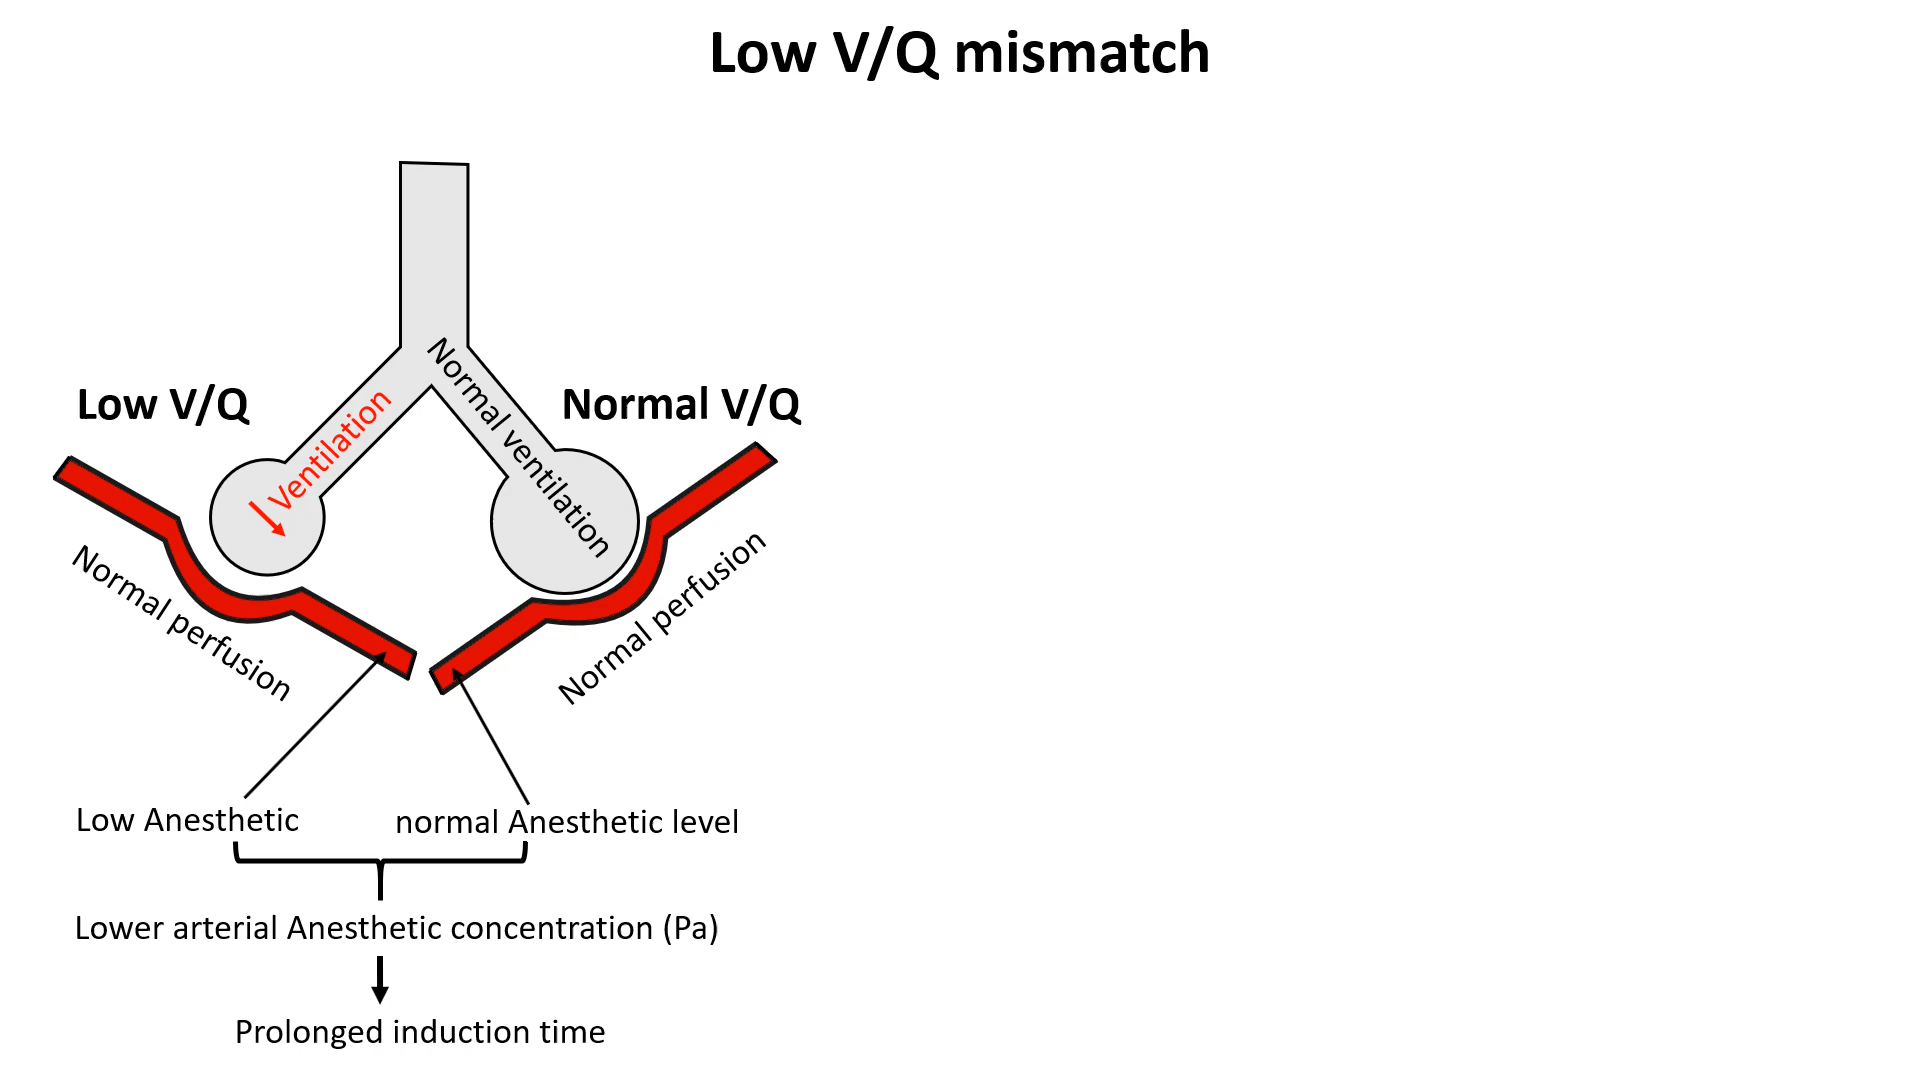 Low V/Q mismatch
Low V/Q
Normal V/Q
Ventilation
Normal ventilation
Normal perfusion
Normal perfusion
Low Anesthetic
normal Anesthetic level
Lower arterial Anesthetic concentration (Pa)
Prolonged induction time